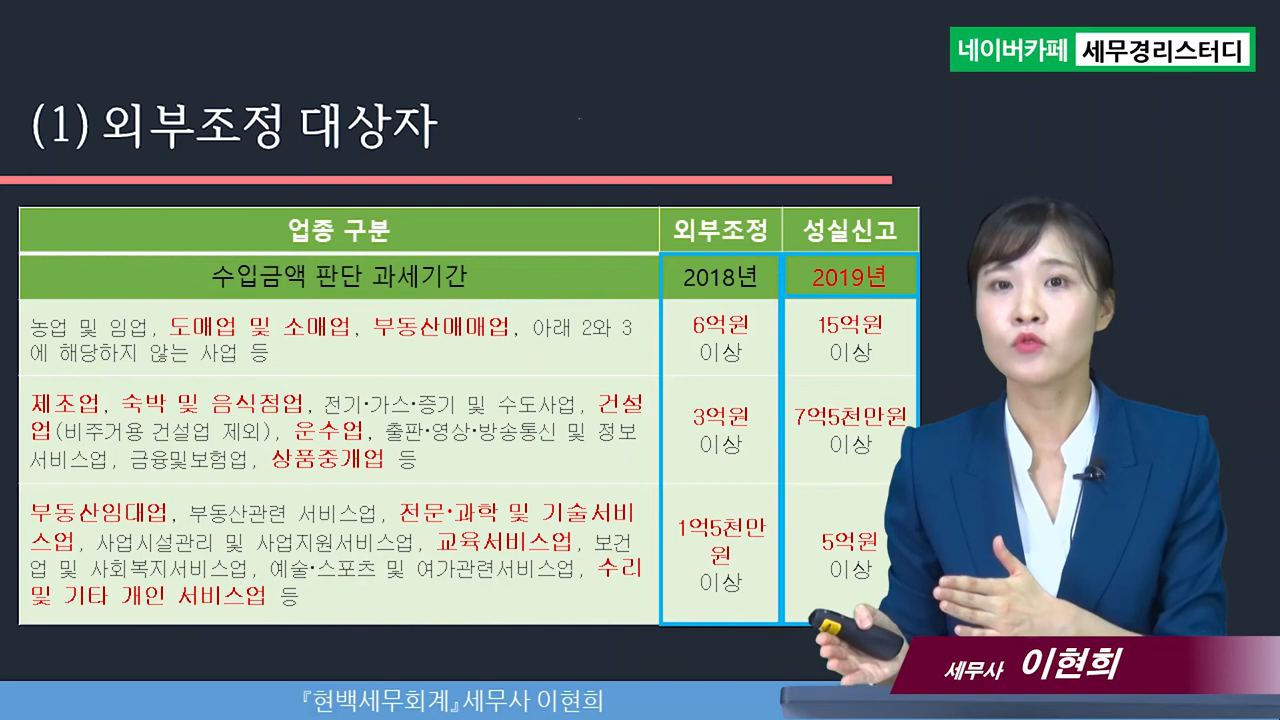 네이버카페 세무경리스터디
(1) 외부조정 대상자
업종 구분 외부조정 성실신고
수입금액 판단 과세기간 2018년 2019년
농업 및 임업, 도매업 및 소매업, 부동산매매업, 아래 2와 3
에 해당하지 않는 사업 등
6억원
이상
15억원
이상
제조업, 숙박 및 음식점업, 전기•가스•증기 및 수도사업, 건설
업(비주거용 건설업 제외), 운수업, 출판•영상•방송통신 및 정보
서비스업, 금융및보험업, 상품중개업 등
3억원
이상
7억5천만원
이상
부동산임대업, 부동산관련 서비스업, 전문•과학 및 기술서비
스업, 사업시설관리 및 사업지원서비스업, 교육서비스업, 보건
업 및 사회복지서비스업, 예술•스포츠 및 여가관련서비스업, 수리
및 기타 개인 서비스업 등
1억5천만
원
이상
5억원
이상
세무사 이현희
『현백세무회계』세무사 이현희